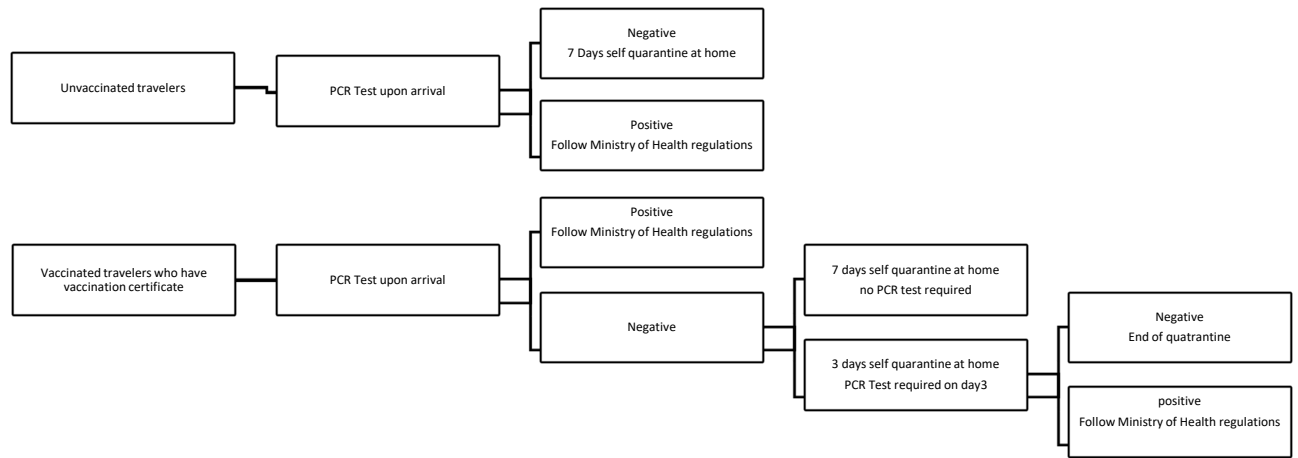 Unvaccinated travelers
PCR Test upon arrival
Negative
7 Days self quarantine at home
Positive
Follow Ministry of Health regulations
Vaccinated travelers who have
vaccination certificate
PCR Test upon arrival
Positive
Follow Ministry of Health regulations
Negative
7 days self quarantine at home
no PCR test required
3 days self quarantine at home
PCR Test required on day3
Negative
End of quatrantine
positive
Follow Ministry of Health regulations